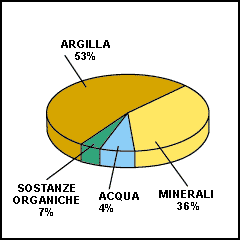 ARGILLA
53%
SOSTANZE
ORGANICHE
7%
ACQUA
4%
MINERALI
36%